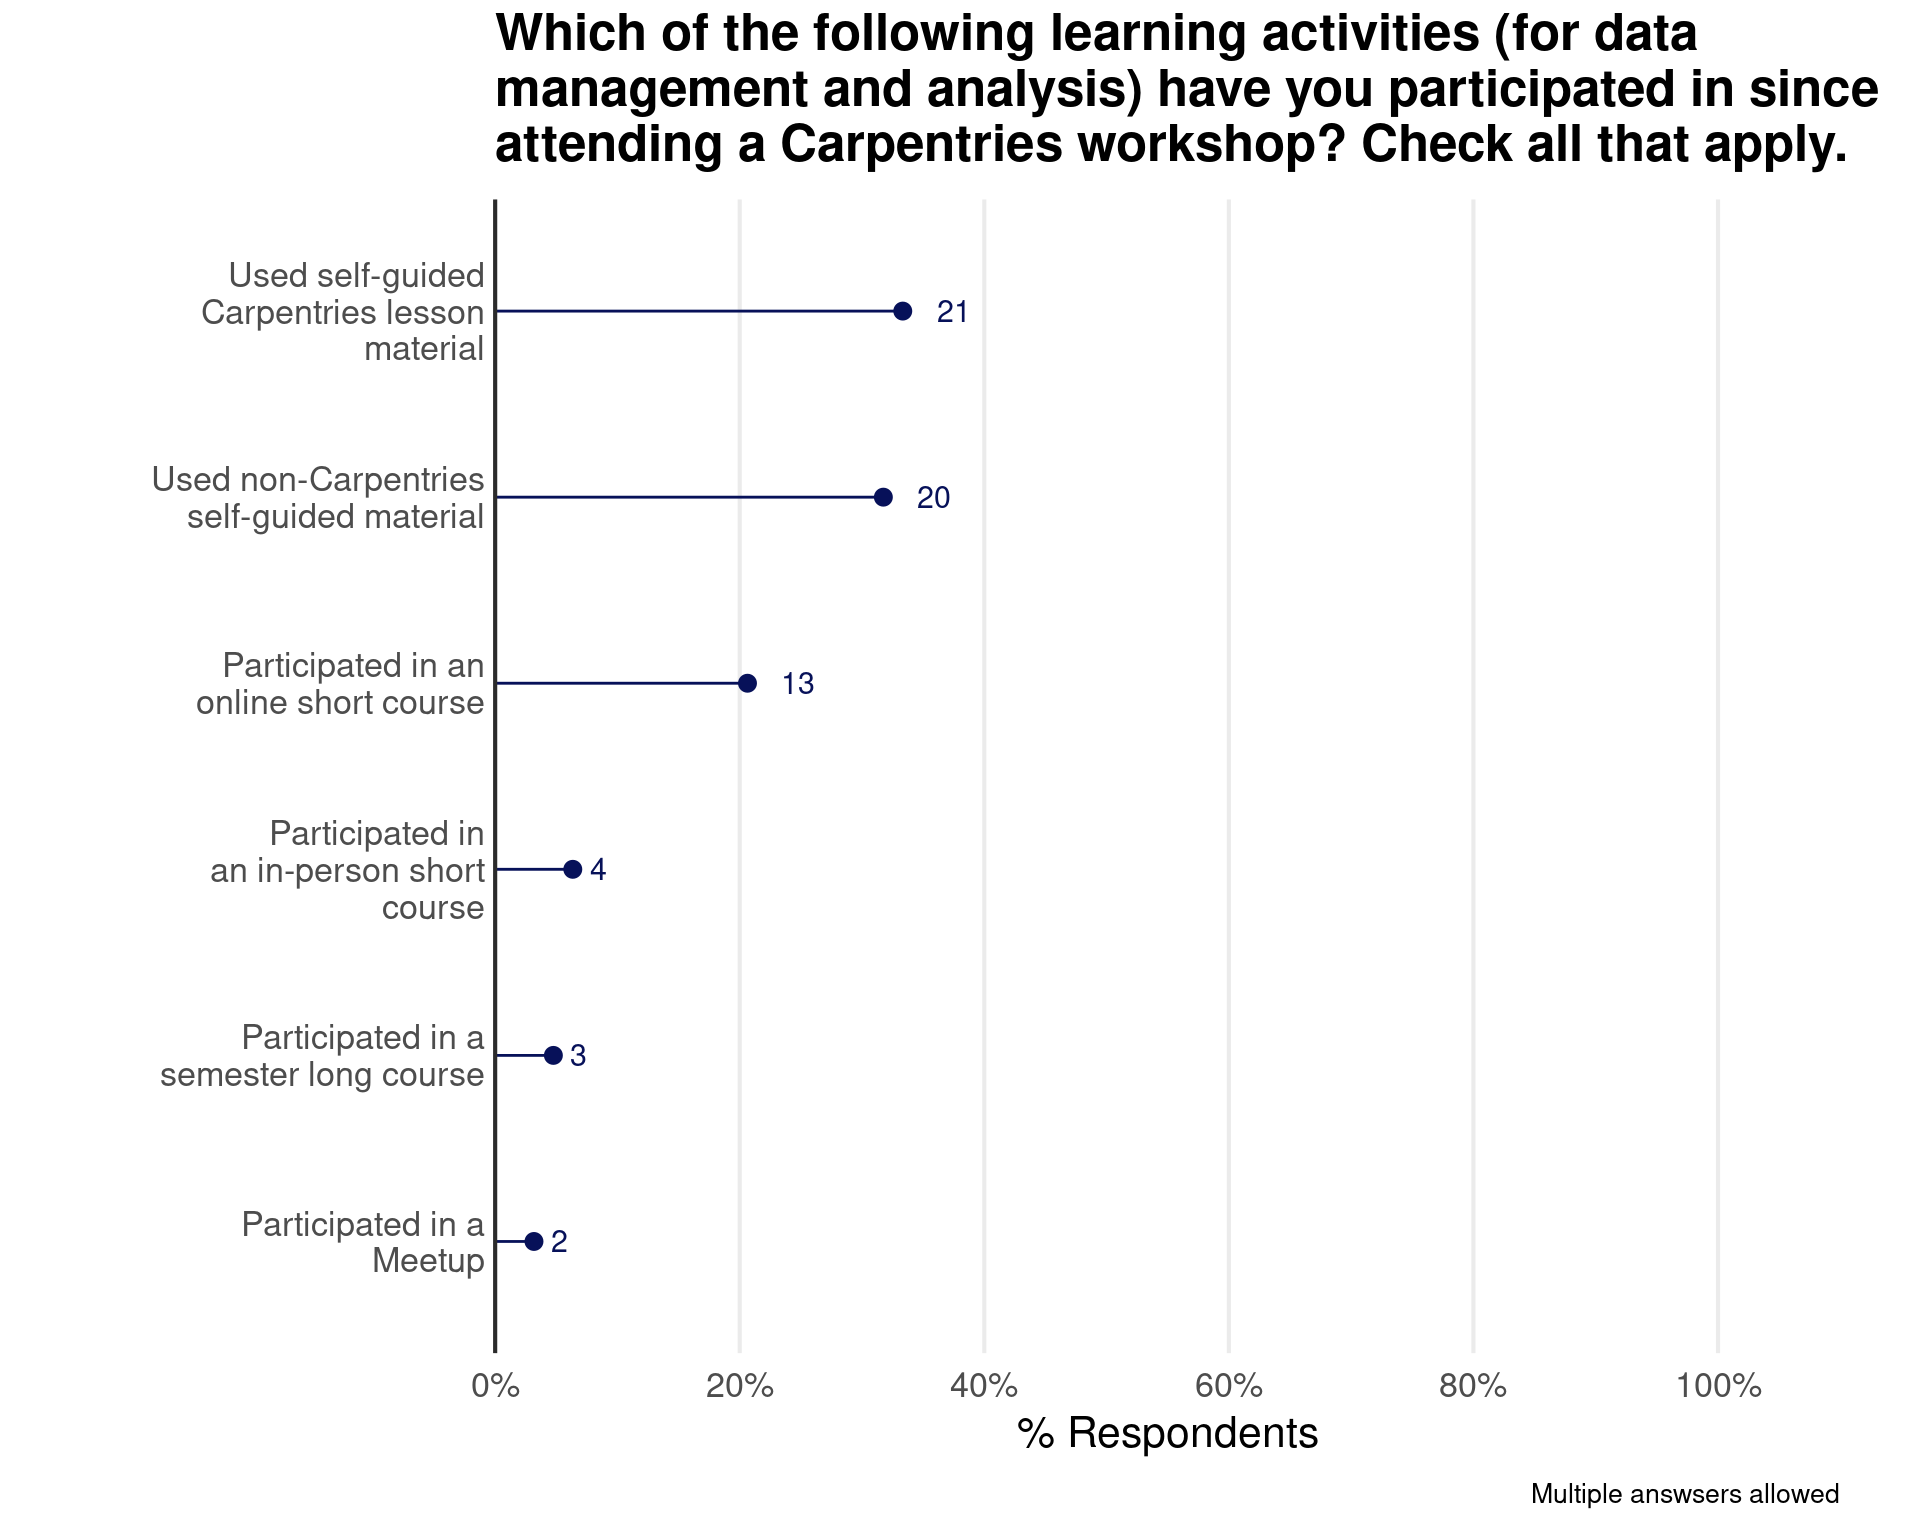 Which of the following learning activities (for data
management and analysis) have you participated in since
attending a Carpentries workshop? Check all that apply.
Used self-guided
Carpentries lesson
material
21
Used non-Carpentries
self-guided material
20
Participated in an
online short course
13
Participated in
an in-person short
course
4
Participated in a
semester long course
3
Participated in a
Meetup
2
0% 20% 40% 60% 80% 100%
% Respondents
Multiple answsers allowed